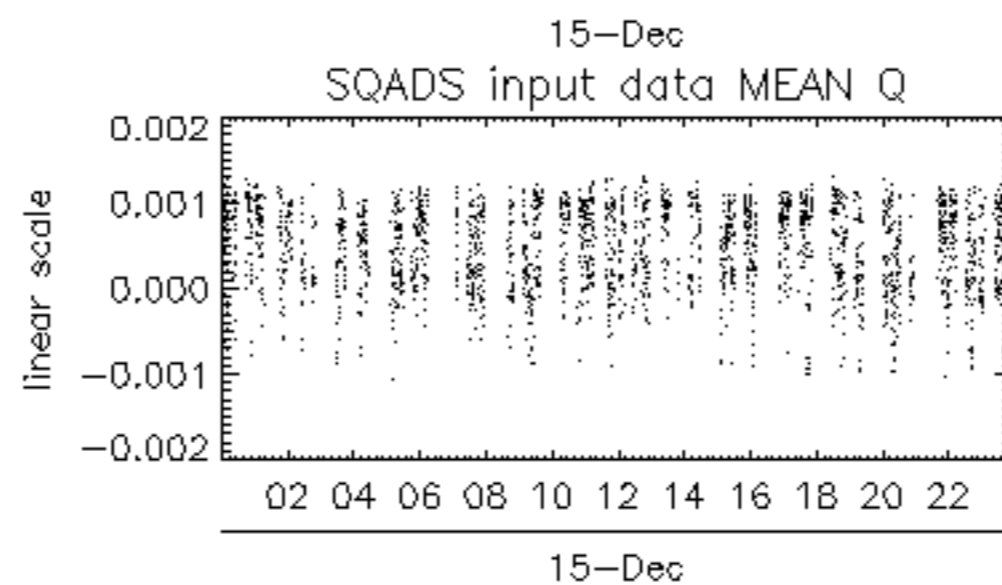 15-Dec
SQADS input data MEAN Q
0.002
0.001
0.000
-0.001
-0.002
linear scale
02 04 06 08 10 12 14 16 18 20 22
15-Dec